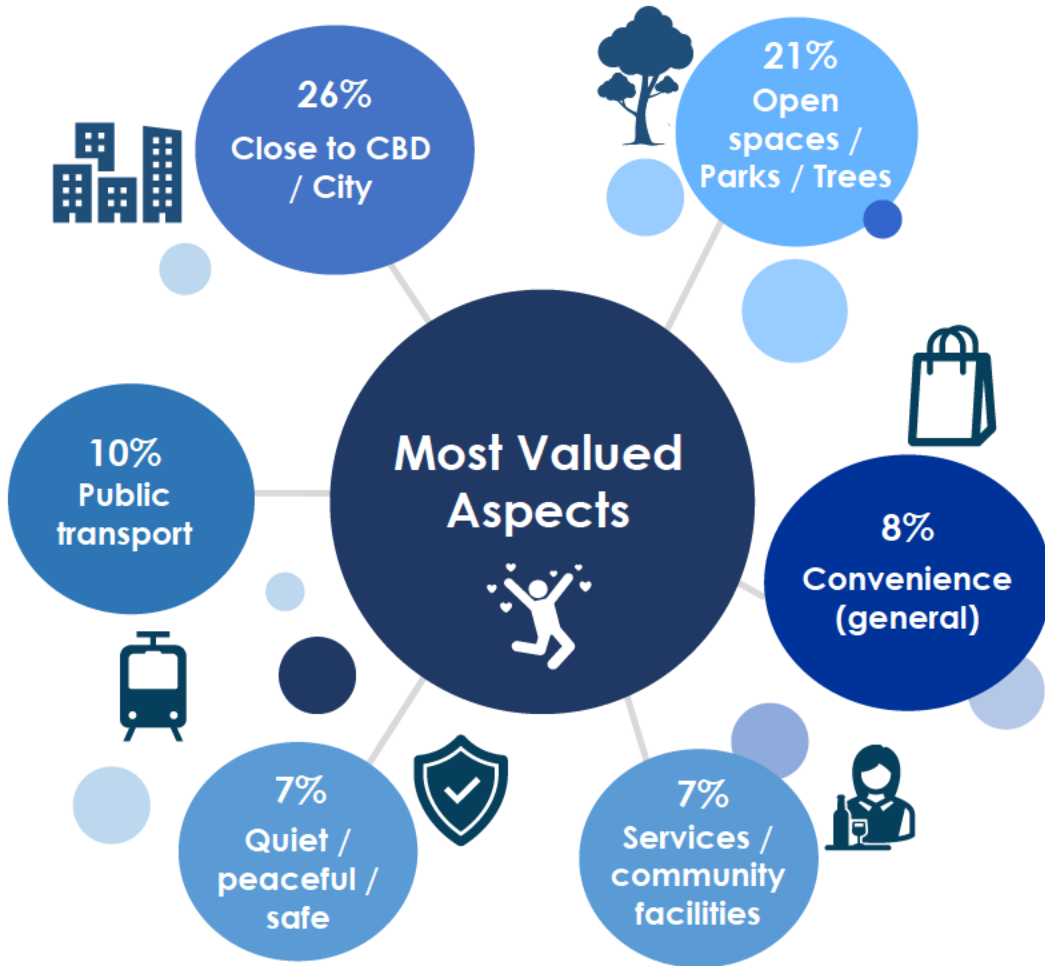 26%
Close to CBD
/ City
21%
Open
spaces /
Parks / Trees
Most Valued
Aspects
10%
Public
transport
8%
Convenience
(general)
7%
Quiet /
peaceful /
safe
7%
Services /
community
facilities